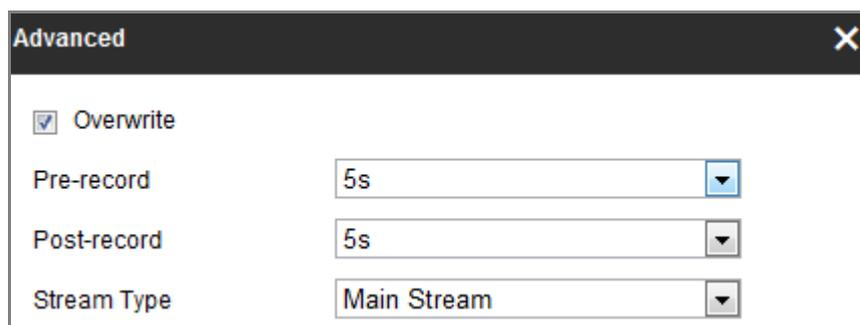 Advanced
Overwrite
Pre-record 5s
Post-record 5s
Stream Type Main Stream